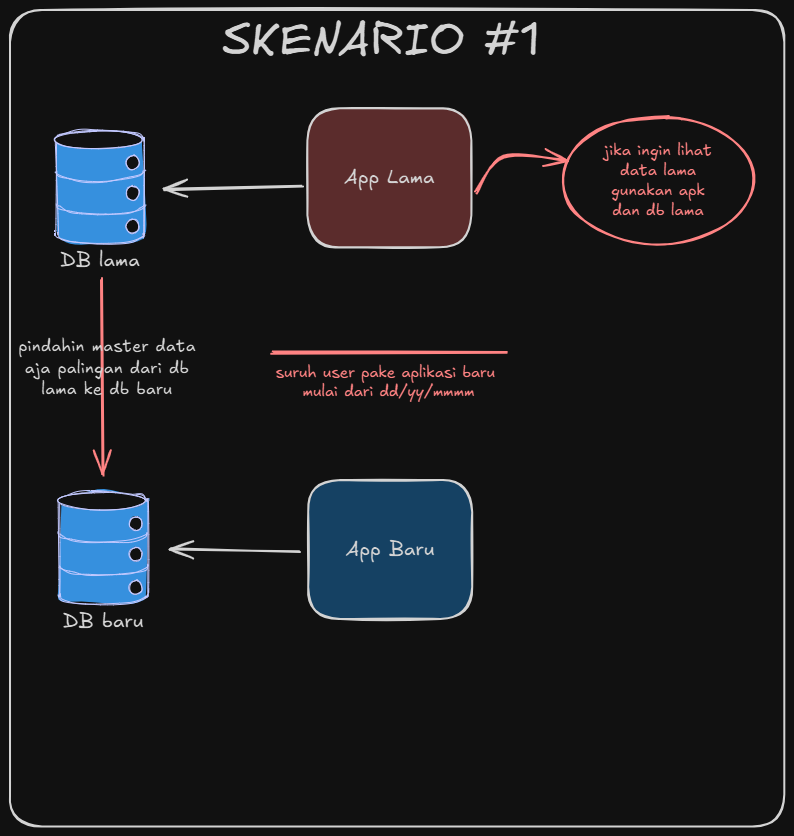 SKENARIO #1
App Lama
jika ingin lihat
data lama
gunakan apk
dan db lama
DB lama
pindahin master data
aja palingan dari db
lama ke db baru
suruh user pake aplikasi baru
mulai dari dd/yy/mmmm
App Baru
DB baru